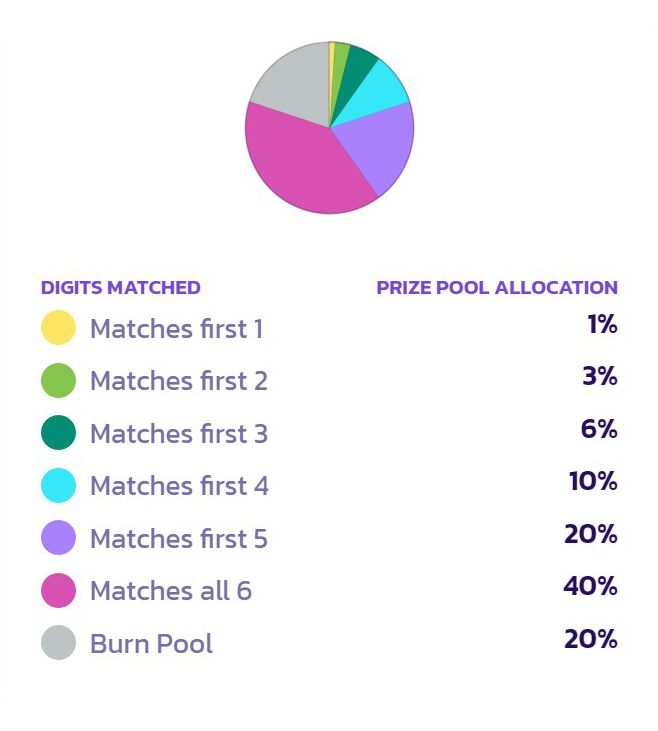 DIGITS MATCHED PRIZE POOL ALLOCATION
Matches first 1 1%
Matches first 2 3%
Matches first 3 6%
Matches first 4 10%
Matches first 5 20%
Matches all 6 40%
Burn Pool 20%